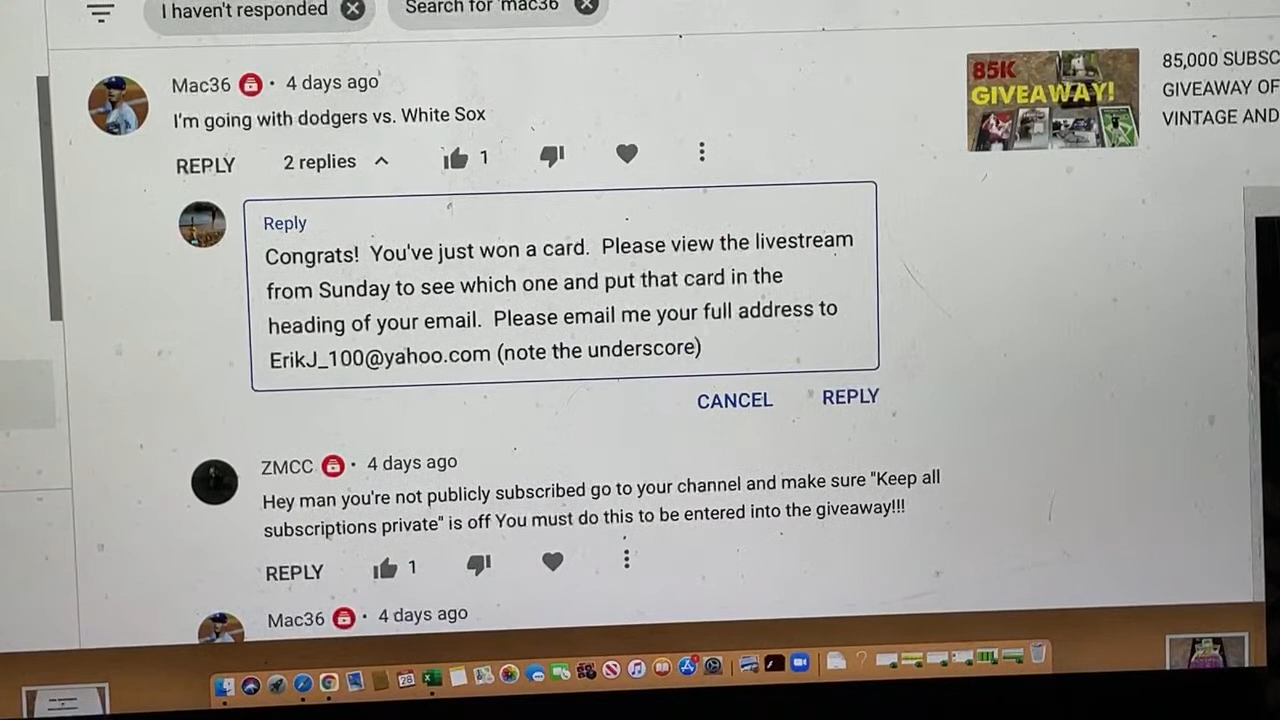 I haven't responded
Search for 'mac36
Mac36 • 4 days ago
I'm going with dodgers vs. White Sox
REPLY 2 replies 1
Reply
Congrats! You've just won a card. Please view the livestream
from Sunday to see which one and put that card in the
heading of your email. Please email me your full address to
ErikJ_100@yahoo.com (note the underscore)
CANCEL REPLY
ZMCC • 4 days ago
Hey man you're not publicly subscribed go to your channel and make sure "Keep all
subscriptions private" is off You must do this to be entered into the giveaway!!!
REPLY 1
Mac36 • 4 days ago
85K
GIVEAWAY!
85,000 SUBSC
GIVEAWAY OF
VINTAGE AND
28